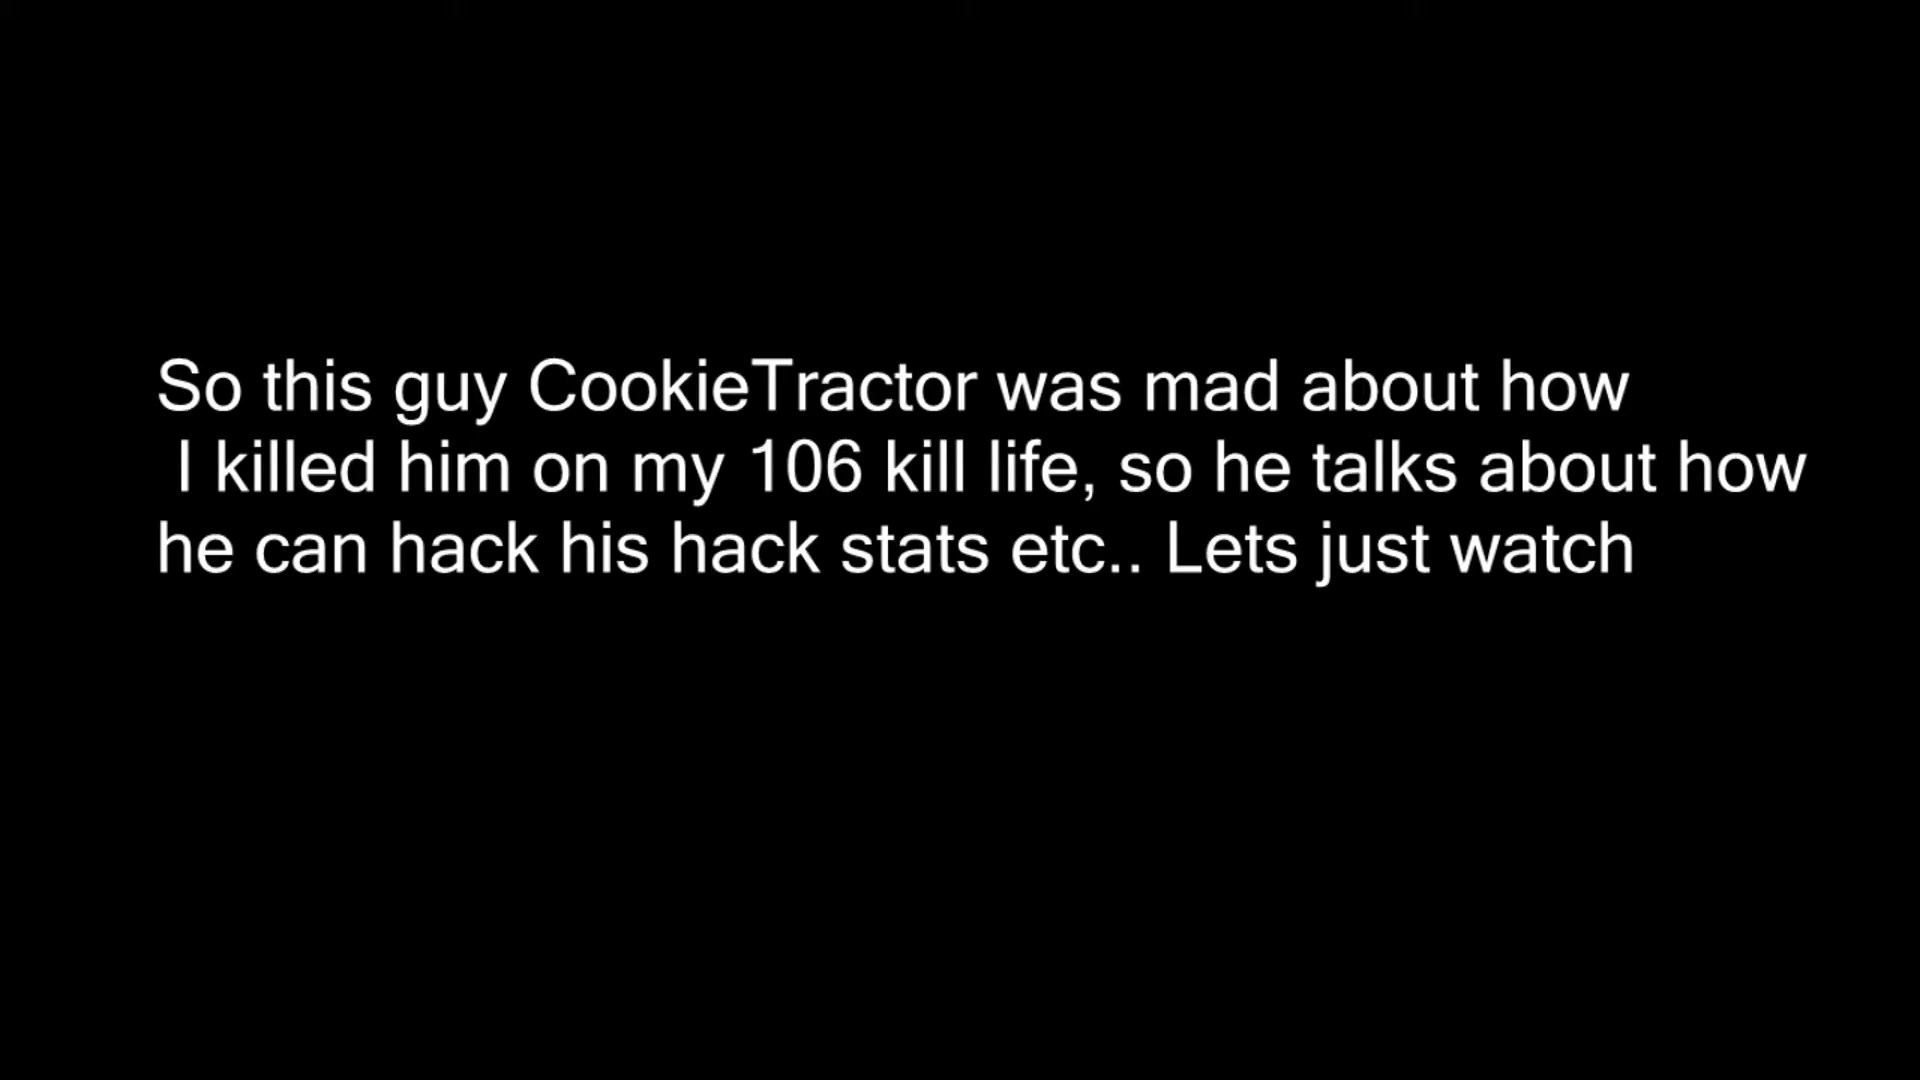 So this guy CookieTractor was mad about how
I killed him on my 106 kill life, so he talks about how
he can hack his hack stats etc.. Lets just watch